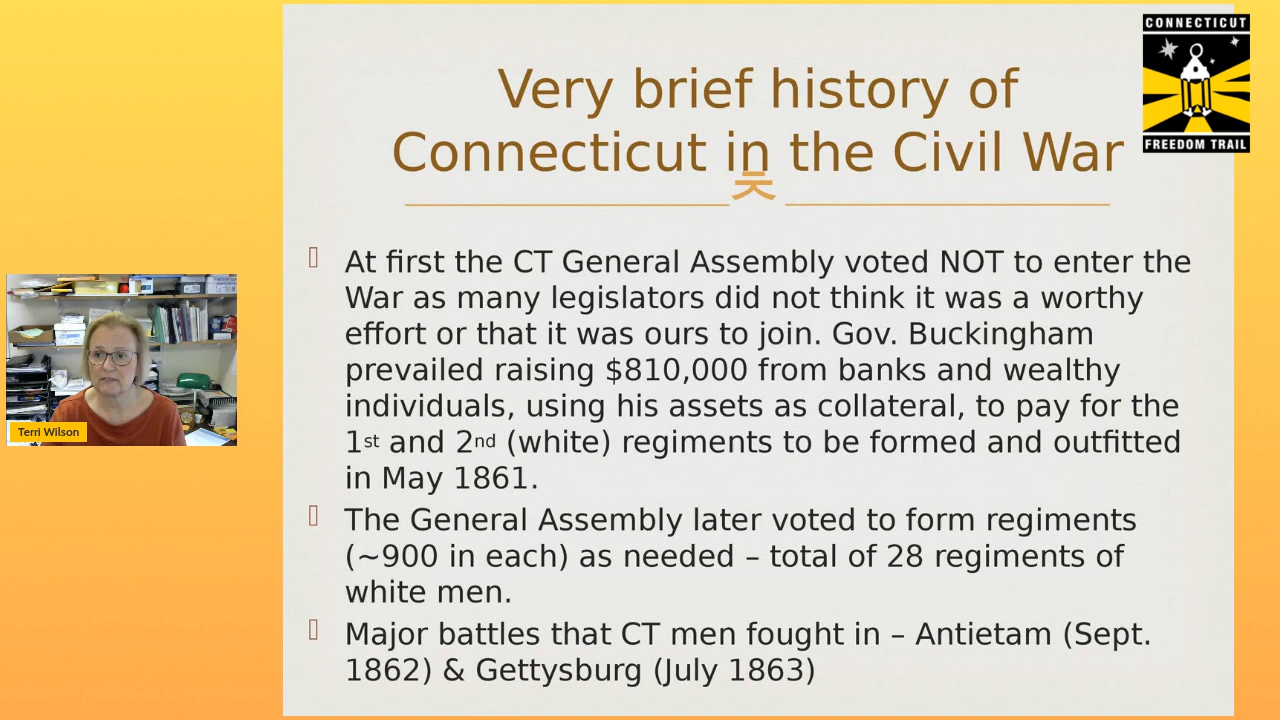 CONNECTICUT
FREEDOM TRAIL
Very brief history of
Connecticut in the Civil War
At first the CT General Assembly voted NOT to enter the
War as many legislators did not think it was a worthy
effort or that it was ours to join. Gov. Buckingham
prevailed raising $810,000 from banks and wealthy
individuals, using his assets as collateral, to pay for the
1st and 2nd (white) regiments to be formed and outfitted
in May 1861.
The General Assembly later voted to form regiments
(~900 in each) as needed – total of 28 regiments of
white men.
Major battles that CT men fought in – Antietam (Sept.
1862) & Gettysburg (July 1863)
Terri Wilson